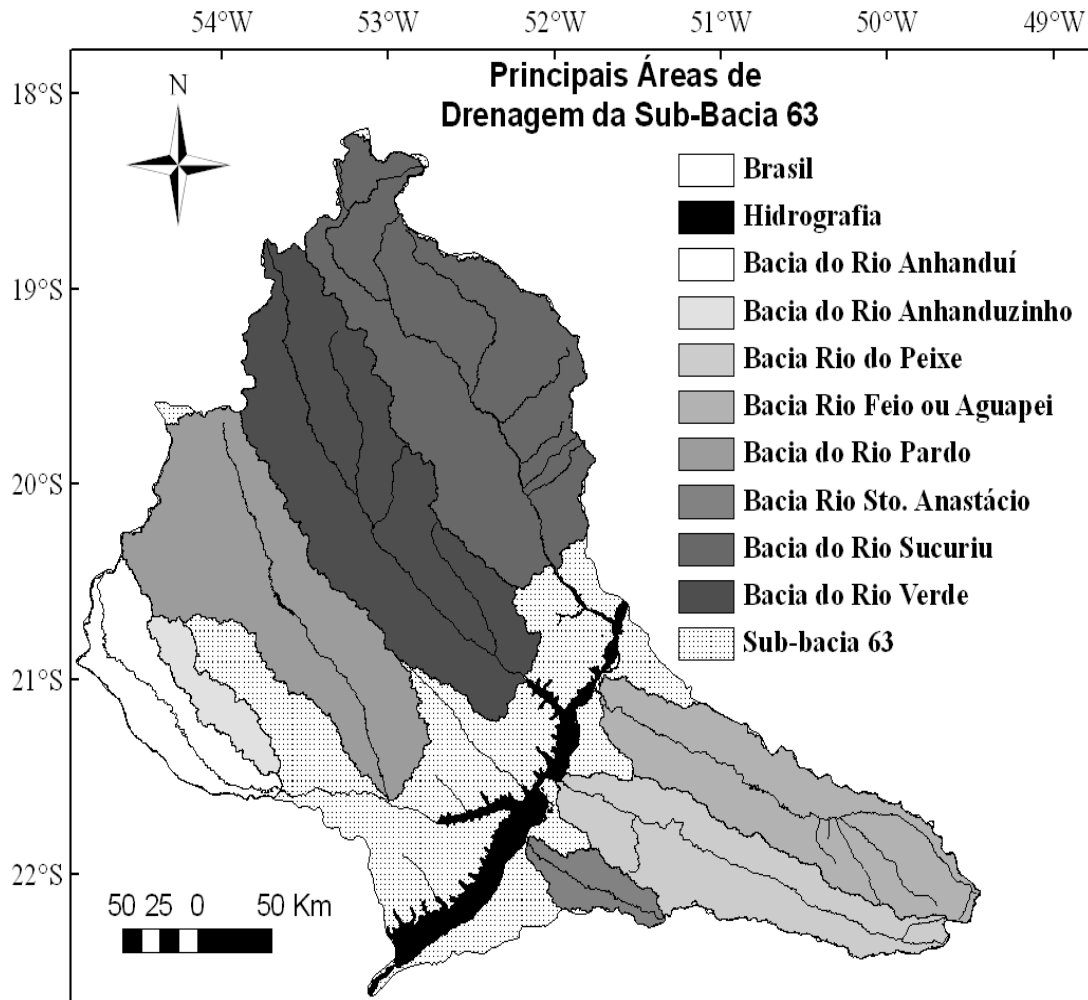 54°W 53°W 52°W 51°W 50°W 49°W
18°S
19°S
20°S
21°S
22°S
N
Principais Áreas de
Drenagem da Sub-Bacia 63
Brasil
Hidrografia
Bacia do Rio Anhanduí
Bacia do Rio Anhanduzinho
Bacia Rio do Peixe
Bacia Rio Feio ou Aguapei
Bacia do Rio Pardo
Bacia Rio Sto. Anastácio
Bacia do Rio Sucuriu
Bacia do Rio Verde
Sub-bacia 63
50 25 0 50 Km